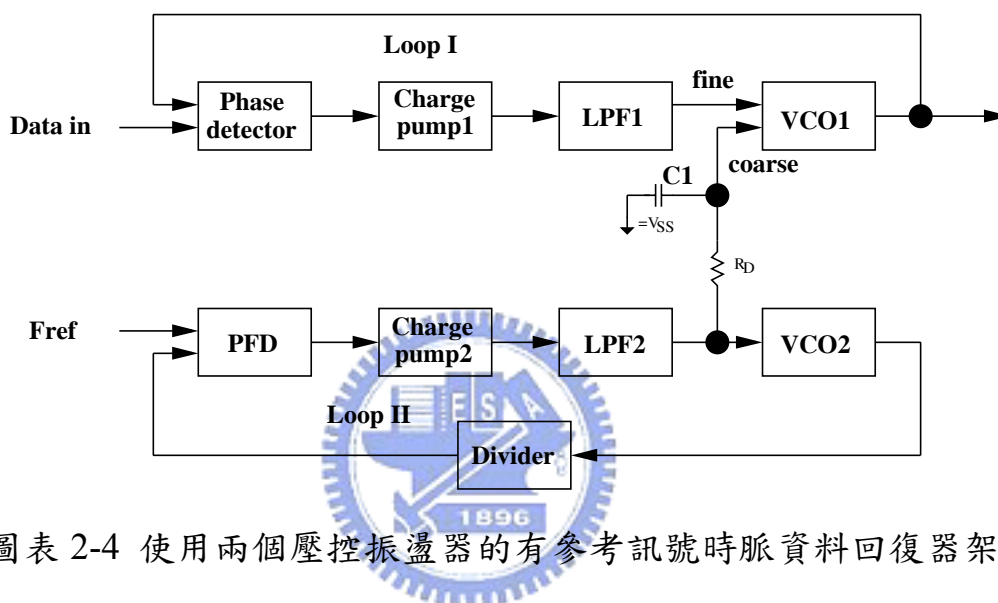 Loop I
fine
Phase
detector
Charge
pump1
LPF1
VCO1
Data in
coarse
C1
=VSS
RD
Fref
PFD
Charge
pump2
LPF2
VCO2
Loop II
ESA
Divider
1896
圖表 2-4 使用兩個壓控振盪器的有參考訊號時脈資料回復器架